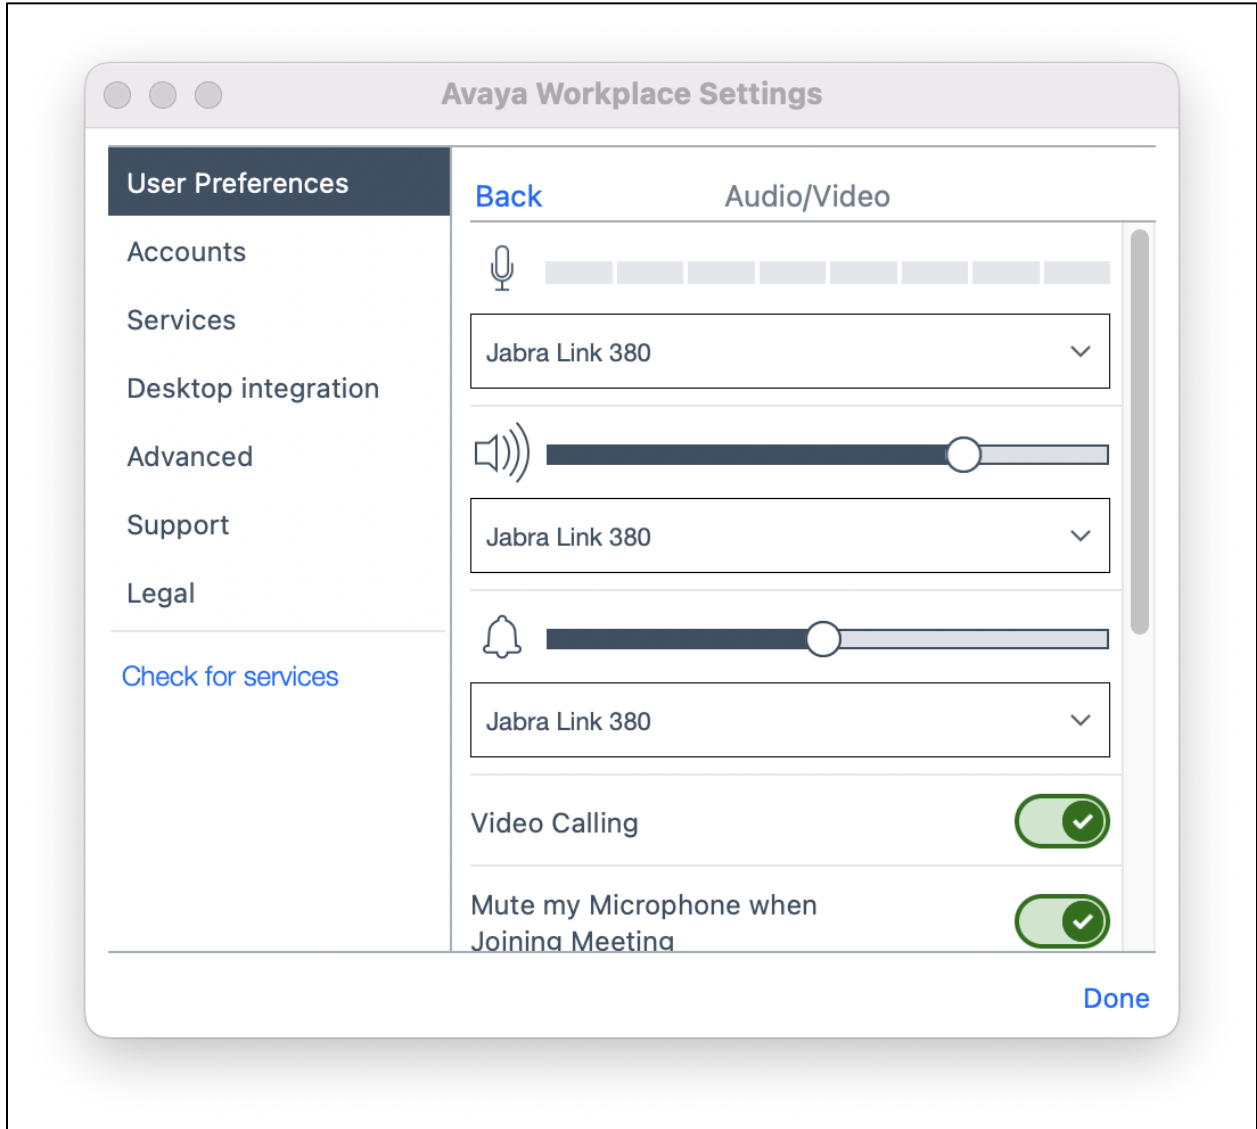 Avaya Workplace Settings
User Preferences
Accounts
Services
Desktop integration
Advanced
Support
Legal
Check for services
Back
Audio/Video
Jabra Link 380
Jabra Link 380
Jabra Link 380
Video Calling
Mute my Microphone when
Joining Meeting
Done